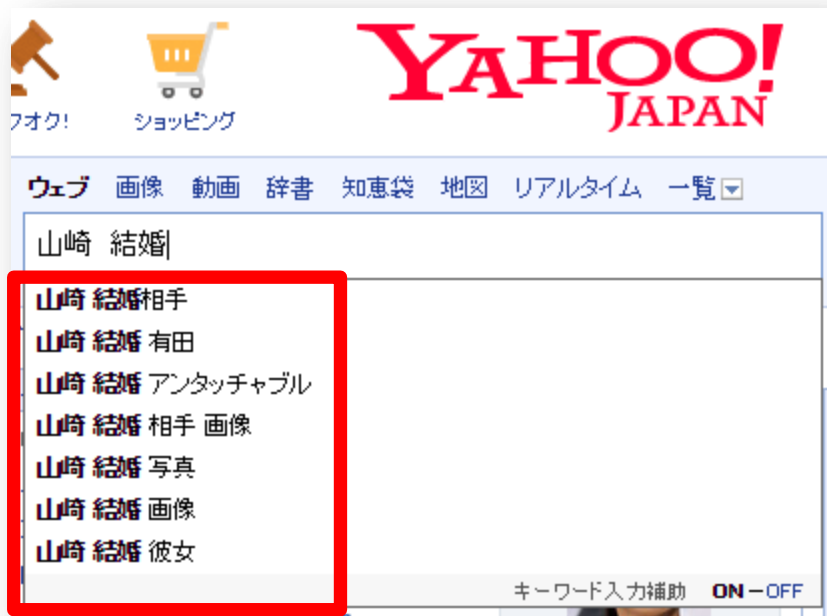 YAHOO!
JAPAN
フオク!
ショッピング
ウェブ 画像 動画 辞書 知恵袋 地図 リアルタイム 一覧
山崎 結婚
山崎 結婚相手
山崎 結婚 有田
山崎 結婚 アンタッチャブル
山崎 結婚 相手 画像
山崎 結婚 写真
山崎 結婚 画像
山崎 結婚 彼女
キーワード入力補助 ON-OFF